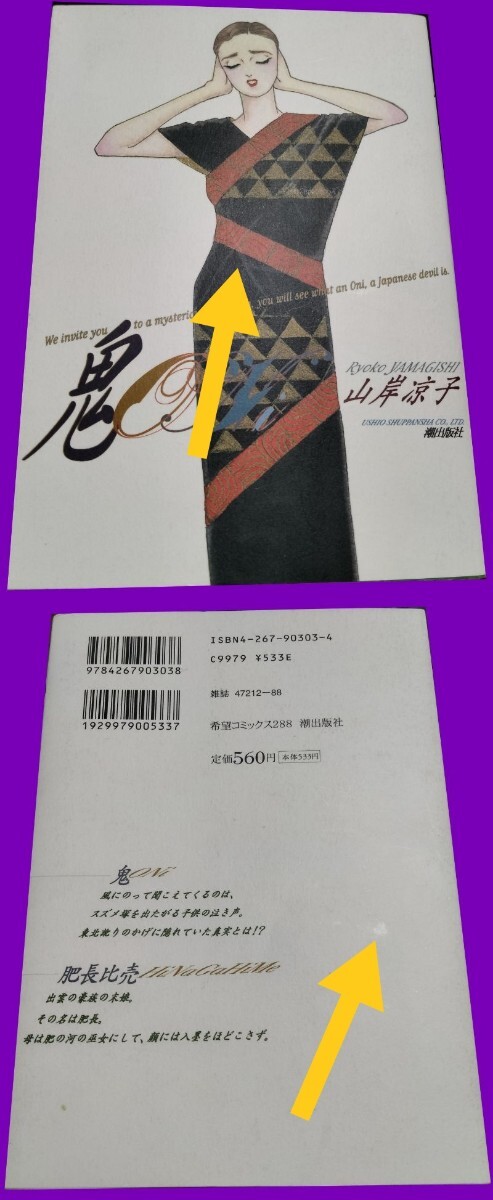 We invite you to a mysterio you will see what an Oni, a Japanese devil is.
鬼 Oni
Ryoko YAMAGISHI
山岸凉子
USHIO SHUPPANSHA CO., LTD.
潮出版社
ISBN4-267-90303-4
C9979 ¥533E
9784267903038
雑誌 47212-88
1929979005337
希望コミックス288 潮出版社
定価560円 本体533円
鬼 ONi
風にのって聞こえてくるのは、
スズメ塚を出たがる子供の泣き声。
東北訛りのかげに隠れていた真実とは!?
肥長比売 HiNaGaHiMe
出雲の豪族の末娘。
その名は肥長。
母は肥の河の巫女にして、顔には入墨をほどこさず。